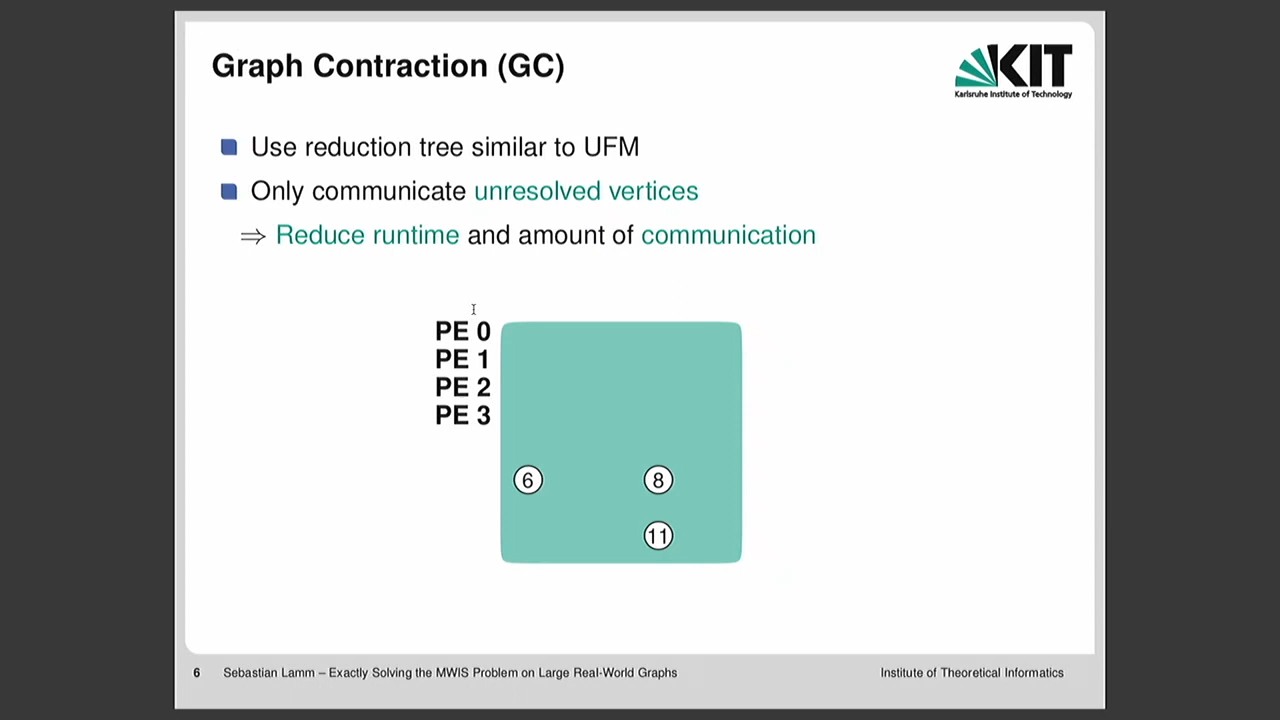 Graph Contraction (GC)
KIT
Karlsruhe Institute of Technology
Use reduction tree similar to UFM
Only communicate unresolved vertices
⇒ Reduce runtime and amount of communication
PE 0
PE 1
PE 2
PE 3
6 8
11
6 Sebastian Lamm – Exactly Solving the MWIS Problem on Large Real-World Graphs Institute of Theoretical Informatics